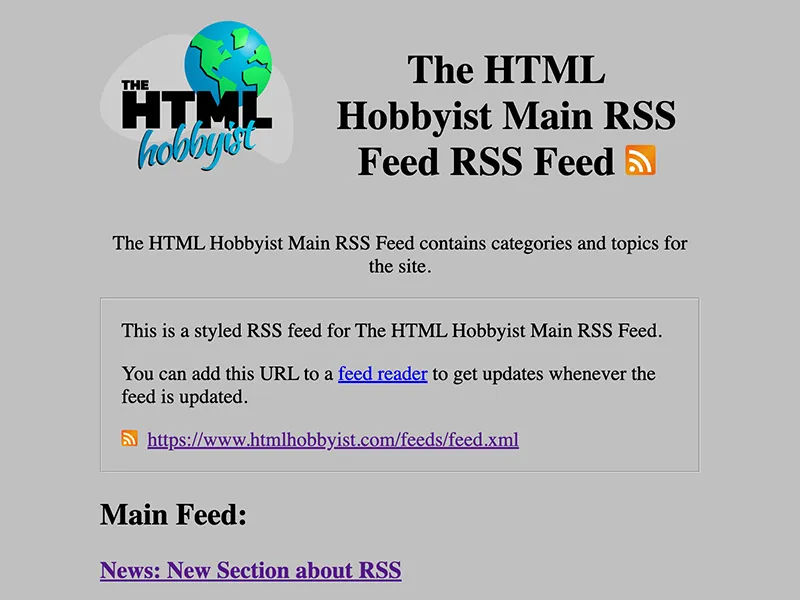 THE
HTML
hobbyist
The HTML
Hobbyist Main RSS
Feed RSS Feed
The HTML Hobbyist Main RSS Feed contains categories and topics for
the site.
This is a styled RSS feed for The HTML Hobbyist Main RSS Feed.
You can add this URL to a feed reader to get updates whenever the
feed is updated.
https://www.htmlhobbyist.com/feeds/feed.xml
Main Feed:
News: New Section about RSS